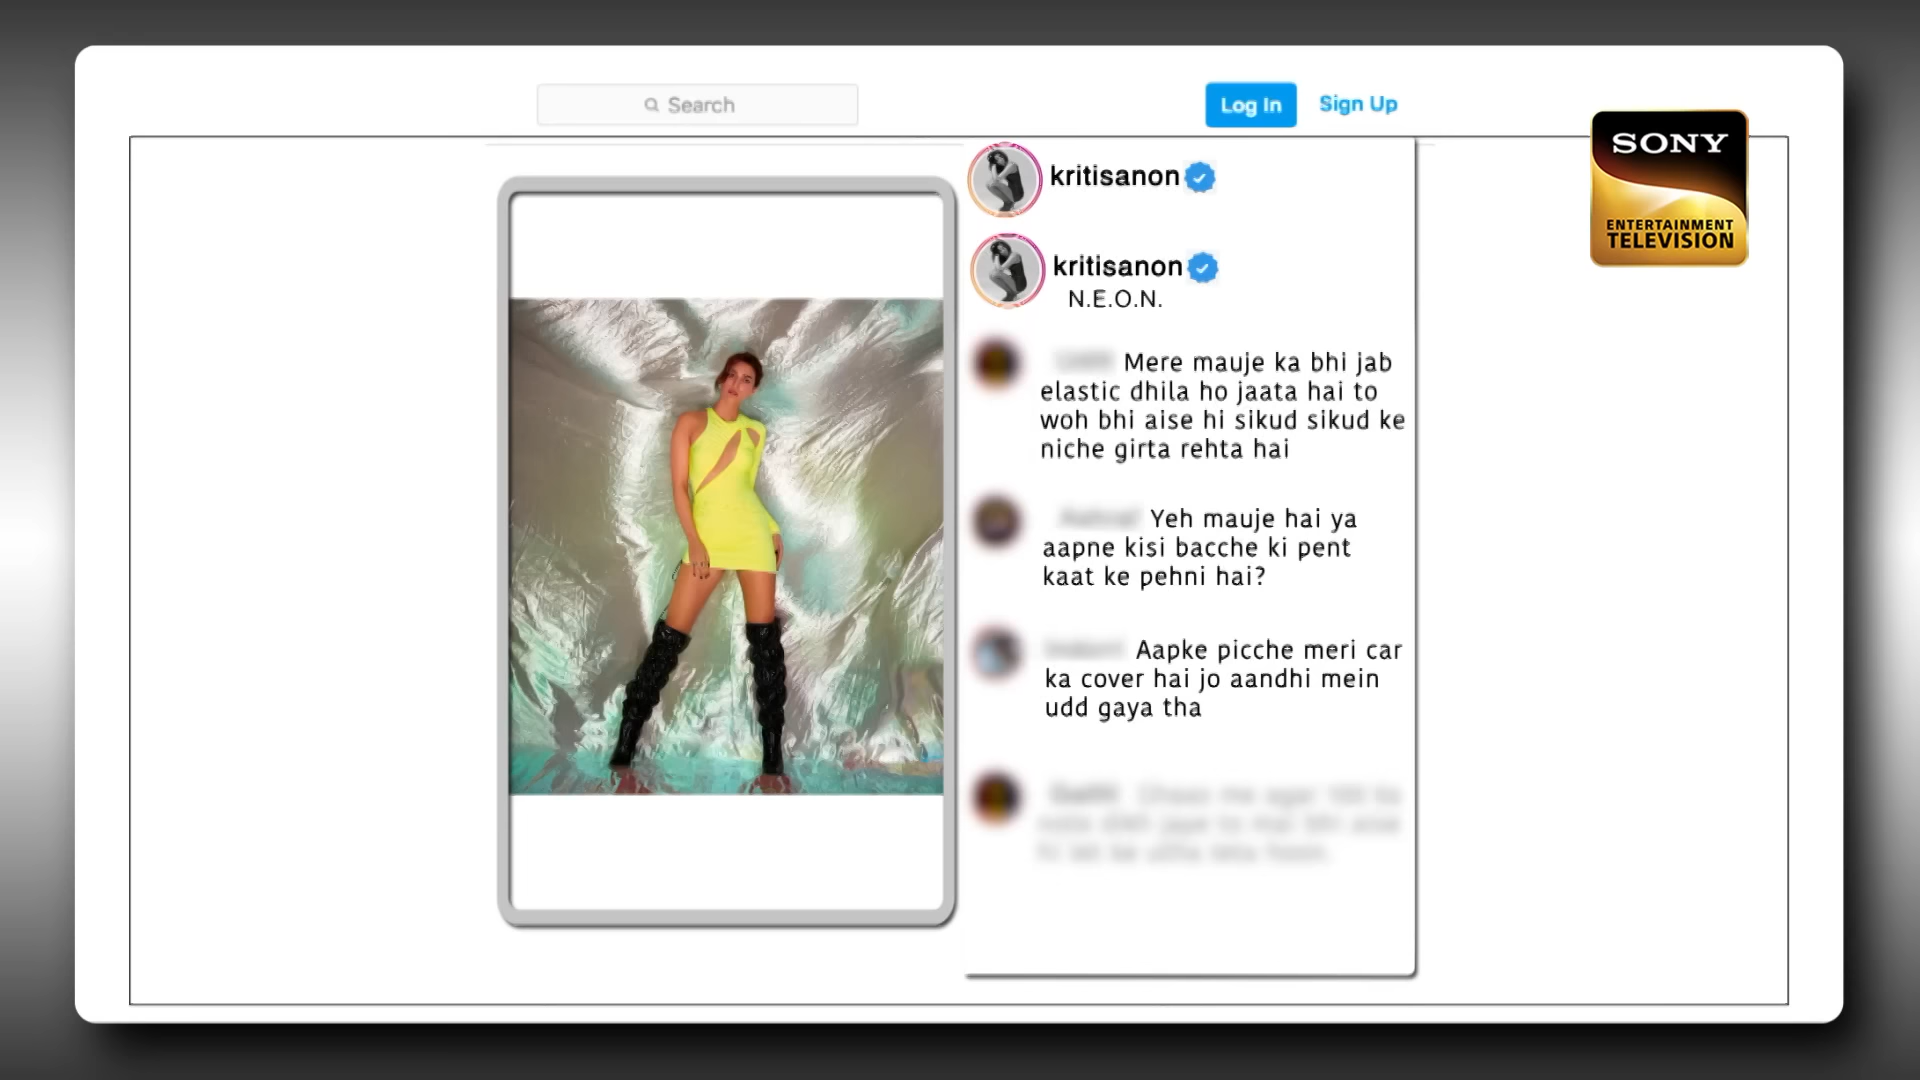 Search
Log In
Sign Up
SONY
ENTERTAINMENT
TELEVISION
kritisanon
kritisanon
N.E.O.N.
Mere mauje ka bhi jab
elastic dhila ho jaata hai to
woh bhi aise hi sikud sikud ke
niche girta rehta hai
Yeh mauje hai ya
aapne kisi bacche ki pent
kaat ke pehni hai?
Aapke picche meri car
ka cover hai jo aandhi mein
udd gaya tha